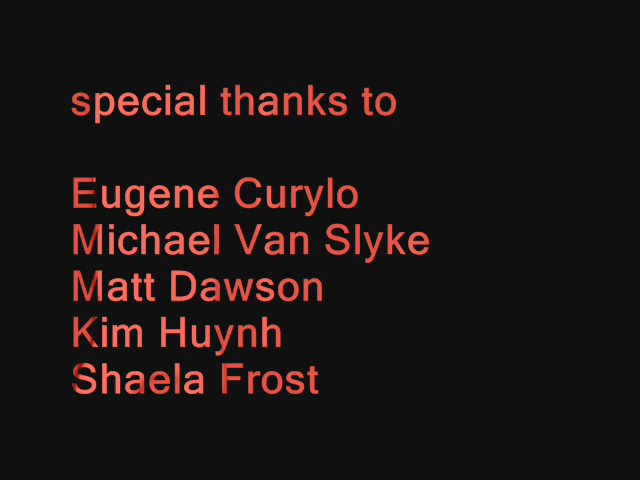 special thanks to
Eugene Curylo
Michael Van Slyke
Matt Dawson
Kim Huynh
Shaela Frost